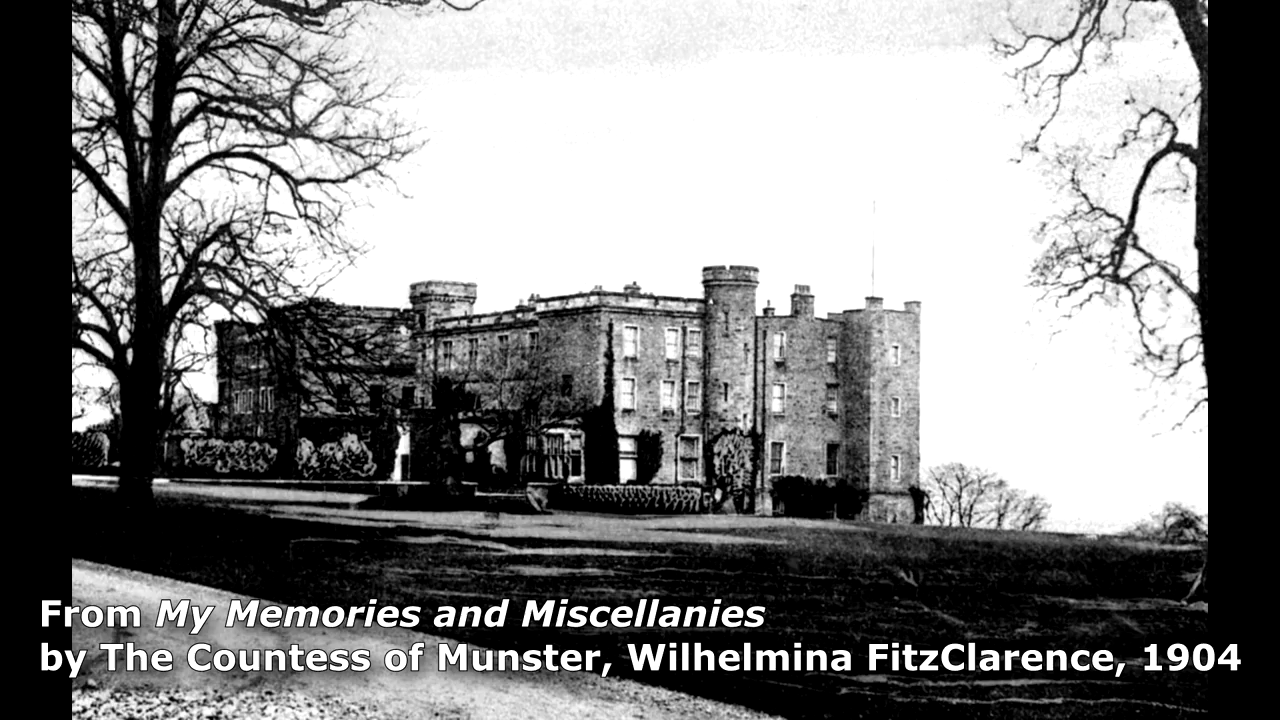 From My Memories and Miscellanies
by The Countess of Munster, Wilhelmina FitzClarence, 1904